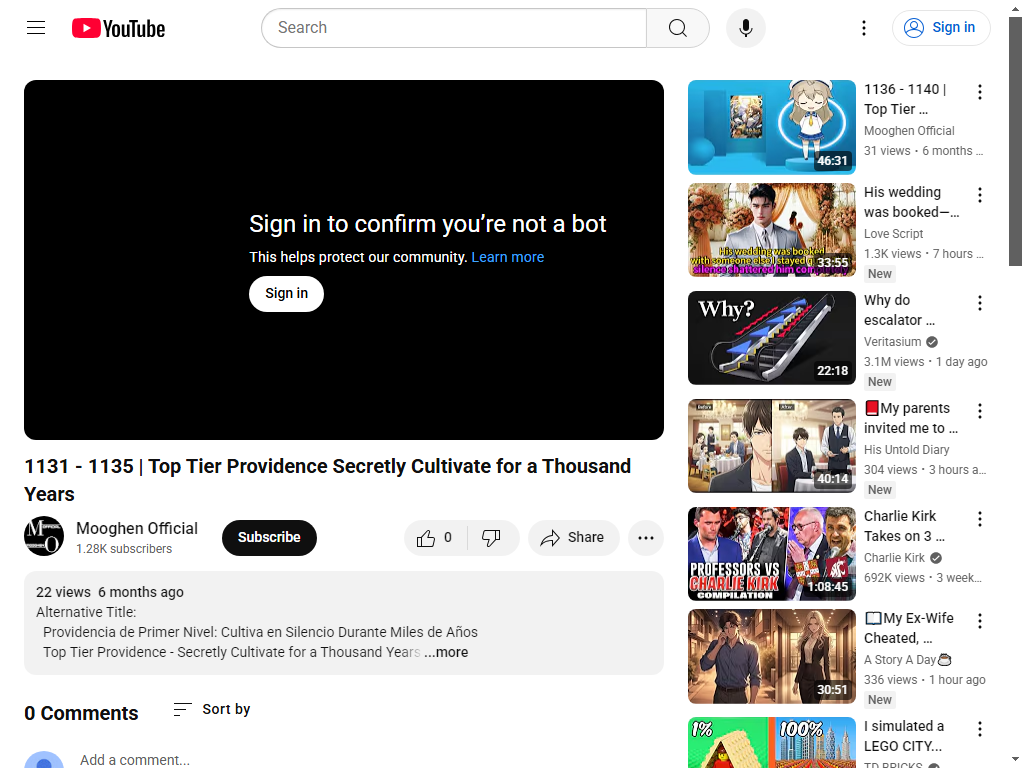 YouTube
Search
Sign in
Sign in to confirm you’re not a bot
This helps protect our community. Learn more
Sign in
1131 - 1135 | Top Tier Providence Secretly Cultivate for a Thousand
Years
Mooghen Official
1.28K subscribers
Subscribe
0
Share
22 views 6 months ago
Alternative Title:
Providencia de Primer Nivel: Cultiva en Silencio Durante Miles de Años
Top Tier Providence - Secretly Cultivate for a Thousand Years ...more
0 Comments
Sort by
Add a comment...
46:31
1136 - 1140 |
Top Tier ...
Mooghen Official
31 views • 6 months ...
His wedding was booked
with someone else I stayed
silence shattered him completely
33:55
His wedding
was booked—...
Love Script
1.3K views • 7 hours ...
New
Why?
22:18
Why do
escalator ...
Veritasium
3.1M views • 1 day ago
New
Before
After
40:14
My parents
invited me to ...
His Untold Diary
304 views • 3 hours a...
New
PROFESSORS VS
CHARLIE KIRK
COMPILATION
1:08:45
Charlie Kirk
Takes on 3 ...
Charlie Kirk
692K views • 3 week...
30:51
My Ex-Wife
Cheated, ...
A Story A Day
336 views • 1 hour ago
New
1%
100%
I simulated a
LEGO CITY...
TD BRICKS